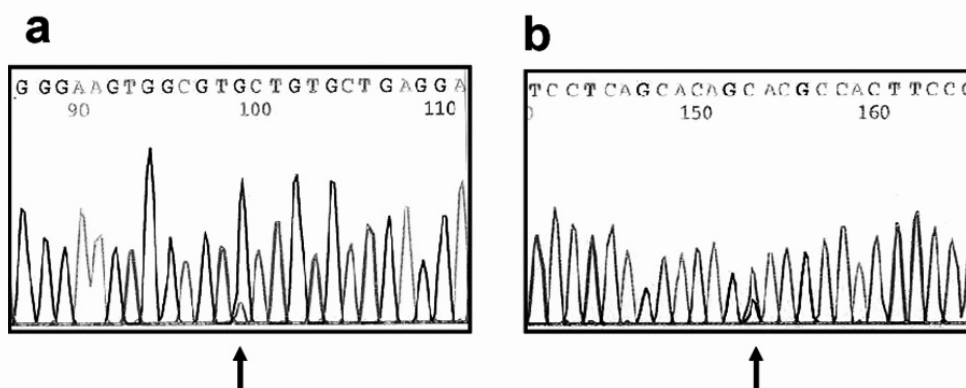 a
G GGAAGTGGCGTGCTGTGCTGAGGA
90 100 110
b
TCCTCAGCACAGCACGCCACTTCCC
150 160